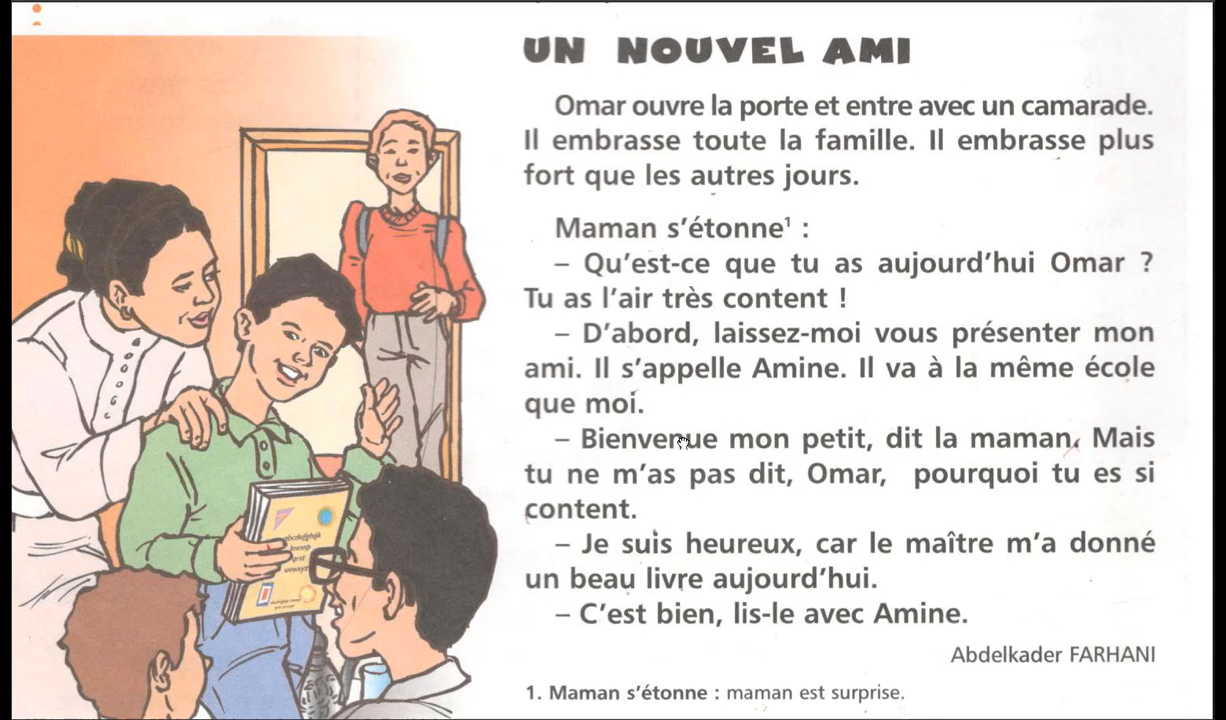 UN NOUVEL AMI
Omar ouvre la porte et entre avec un camarade.
Il embrasse toute la famille. Il embrasse plus
fort que les autres jours.
Maman s'étonne¹ :
– Qu'est-ce que tu as aujourd'hui Omar ?
Tu as l'air très content !
– D'abord, laissez-moi vous présenter mon
ami. Il s'appelle Amine. Il va à la même école
que moi.
– Bienvenue mon petit, dit la maman. Mais
tu ne m'as pas dit, Omar, pourquoi tu es si
content.
– Je suis heureux, car le maître m'a donné
un beau livre aujourd'hui.
– C'est bien, lis-le avec Amine.
Abdelkader FARHANI
1. Maman s'étonne : maman est surprise.
abcdefghijk